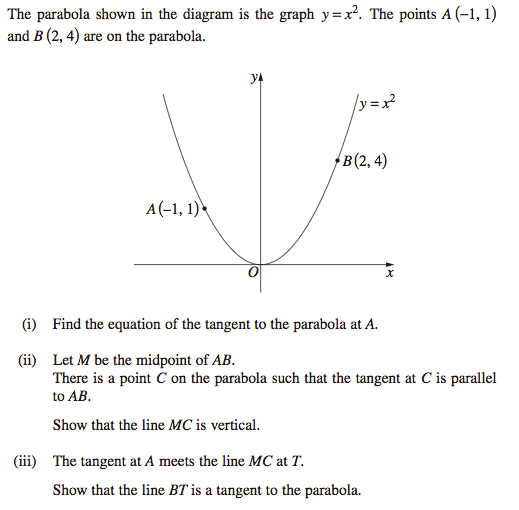 The parabola shown in the diagram is the graph y = x². The points A (−1, 1)
and B (2, 4) are on the parabola.
y
y = x²
B (2, 4)
A (−1, 1)
O
x
(i) Find the equation of the tangent to the parabola at A.
(ii) Let M be the midpoint of AB.
There is a point C on the parabola such that the tangent at C is parallel
to AB.
Show that the line MC is vertical.
(iii) The tangent at A meets the line MC at T.
Show that the line BT is a tangent to the parabola.